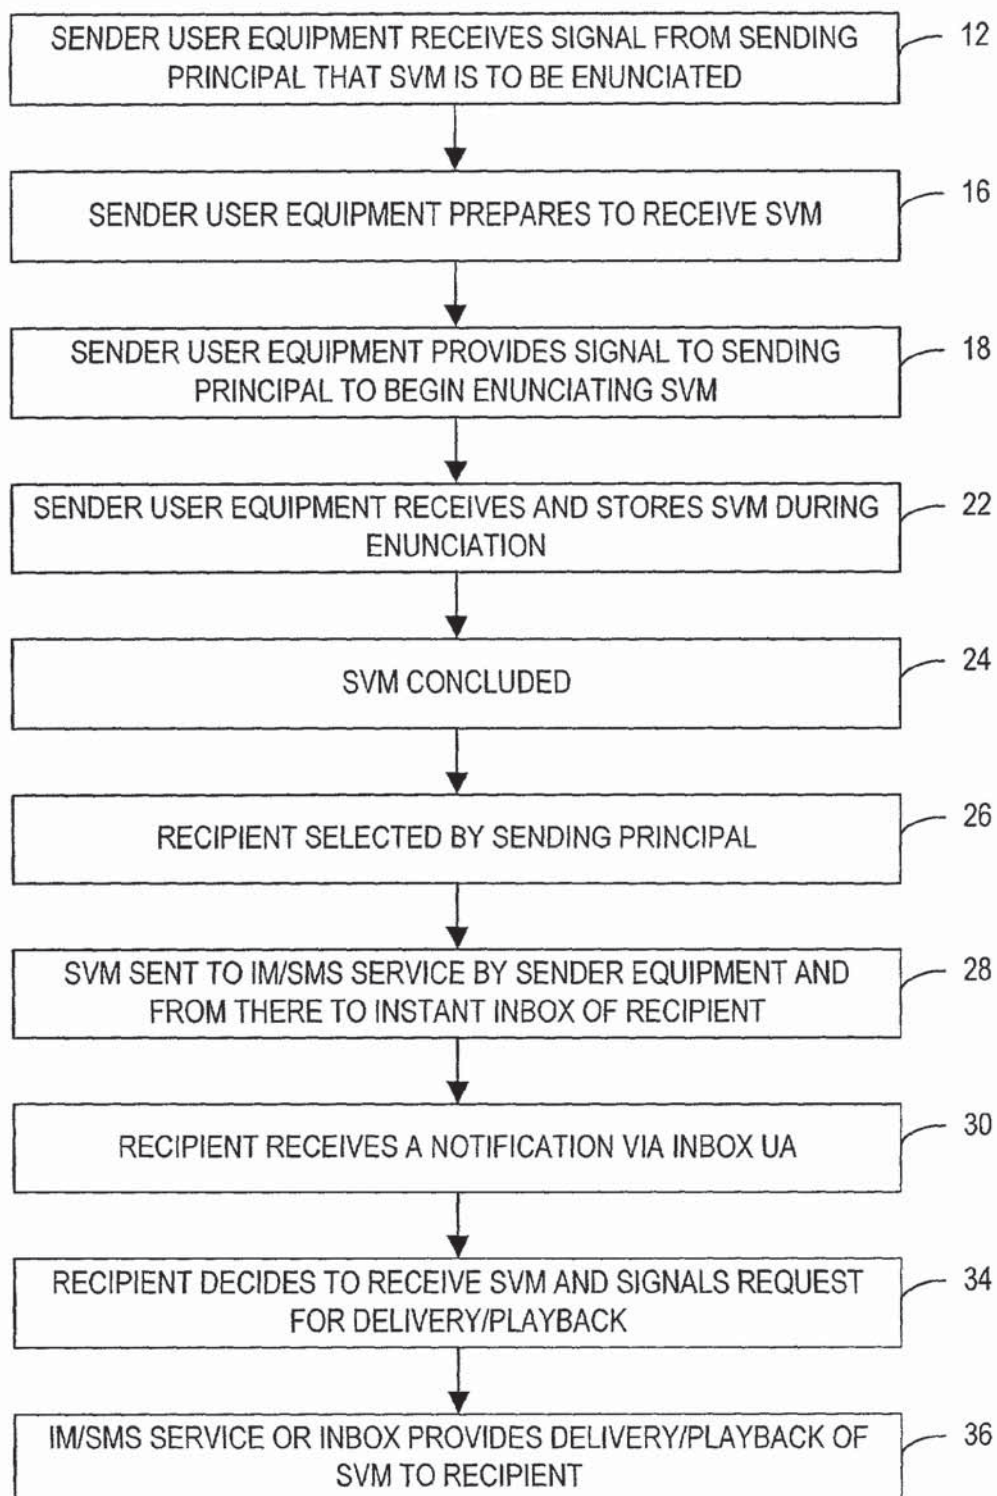 SENDER USER EQUIPMENT RECEIVES SIGNAL FROM SENDING
PRINCIPAL THAT SVM IS TO BE ENUNCIATED
12
SENDER USER EQUIPMENT PREPARES TO RECEIVE SVM
16
SENDER USER EQUIPMENT PROVIDES SIGNAL TO SENDING
PRINCIPAL TO BEGIN ENUNCIATING SVM
18
SENDER USER EQUIPMENT RECEIVES AND STORES SVM DURING
ENUNCIATION
22
SVM CONCLUDED
24
RECIPIENT SELECTED BY SENDING PRINCIPAL
26
SVM SENT TO IM/SMS SERVICE BY SENDER EQUIPMENT AND
FROM THERE TO INSTANT INBOX OF RECIPIENT
28
RECIPIENT RECEIVES A NOTIFICATION VIA INBOX UA
30
RECIPIENT DECIDES TO RECEIVE SVM AND SIGNALS REQUEST
FOR DELIVERY/PLAYBACK
34
IM/SMS SERVICE OR INBOX PROVIDES DELIVERY/PLAYBACK OF
SVM TO RECIPIENT
36